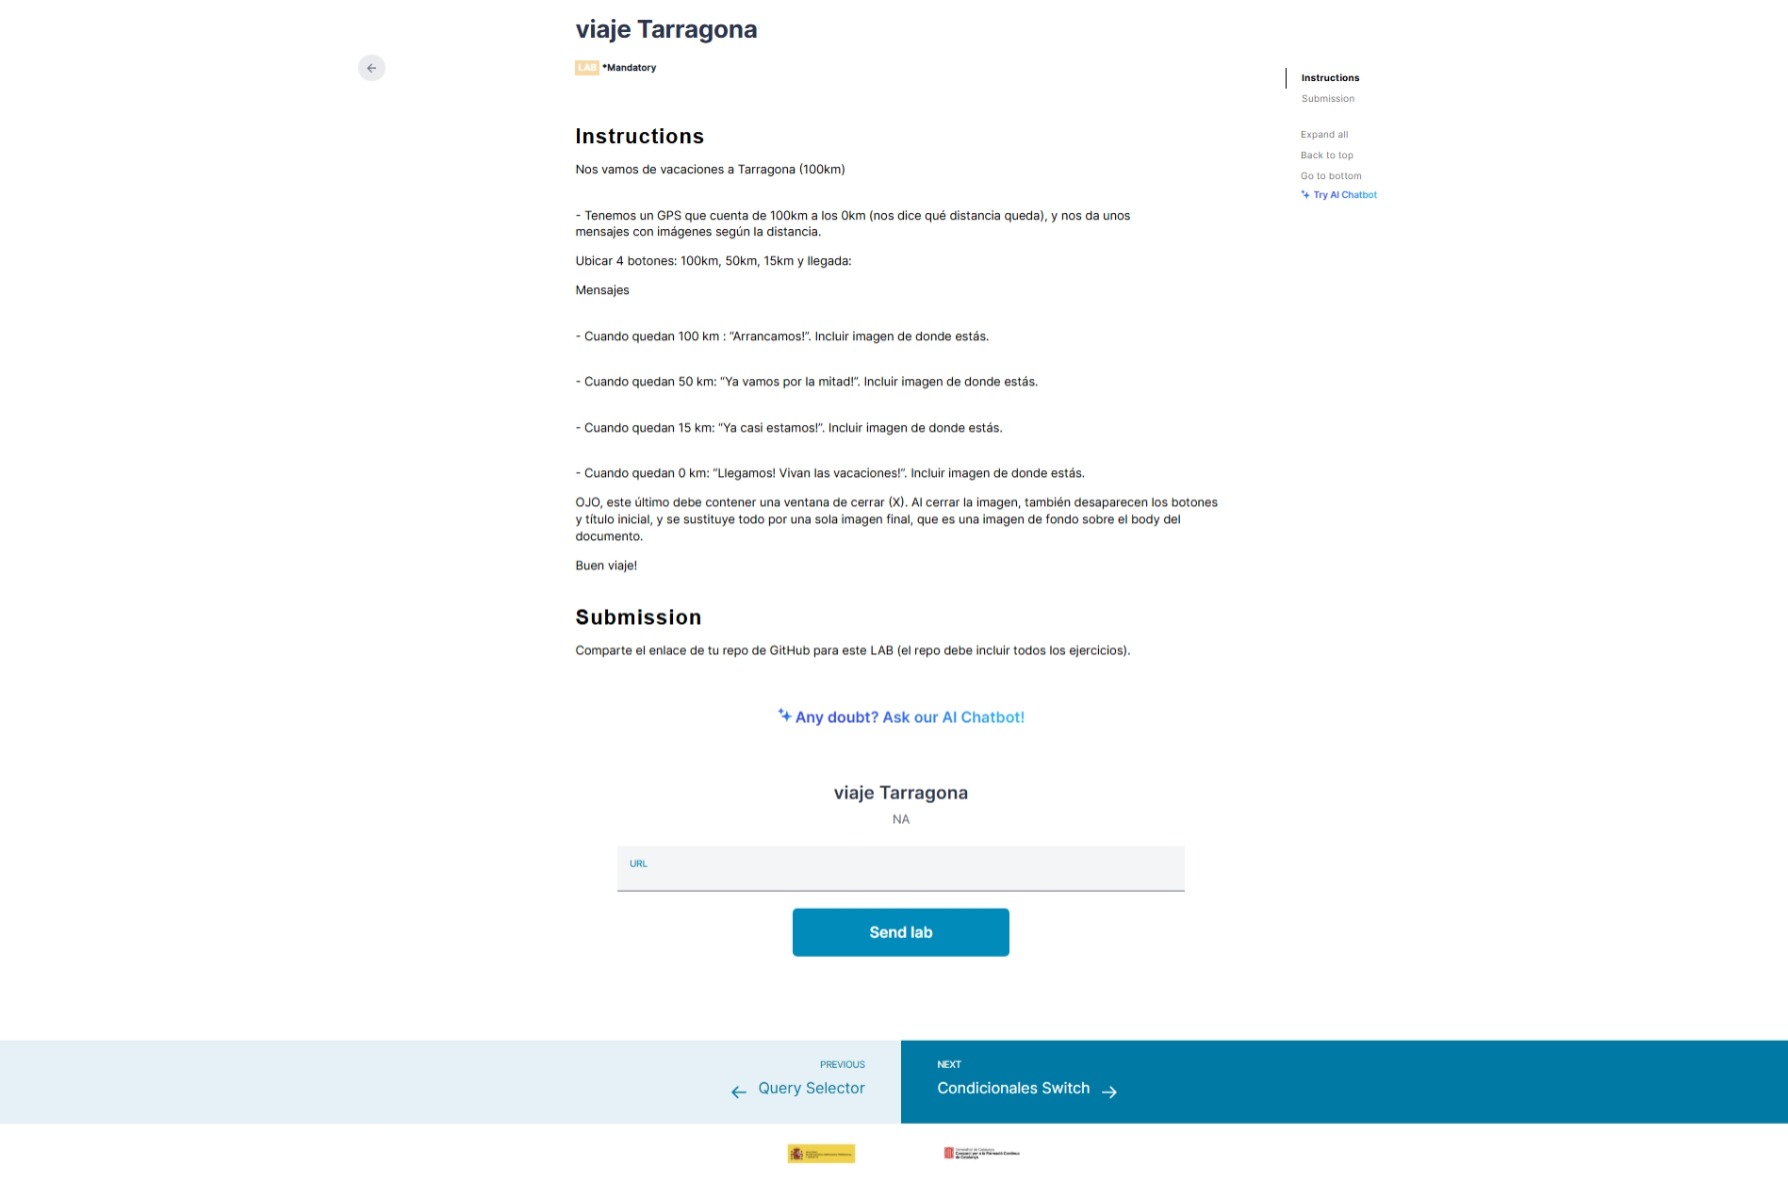 viaje Tarragona
LAB *Mandatory
Instructions
Submission
Expand all
Back to top
Go to bottom
Try AI Chatbot
Instructions
Nos vamos de vacaciones a Tarragona (100km)
- Tenemos un GPS que cuenta de 100km a los 0km (nos dice qué distancia queda), y nos da unos
mensajes con imágenes según la distancia.
Ubicar 4 botones: 100km, 50km, 15km y llegada:
Mensajes
- Cuando quedan 100 km : “Arrancamos!”. Incluir imagen de donde estás.
- Cuando quedan 50 km: “Ya vamos por la mitad!”. Incluir imagen de donde estás.
- Cuando quedan 15 km: “Ya casi estamos!”. Incluir imagen de donde estás.
- Cuando quedan 0 km: “Llegamos! Vivan las vacaciones!”. Incluir imagen de donde estás.
OJO, este último debe contener una ventana de cerrar (X). Al cerrar la imagen, también desaparecen los botones
y título inicial, y se sustituye todo por una sola imagen final, que es una imagen de fondo sobre el body del
documento.
Buen viaje!
Submission
Comparte el enlace de tu repo de GitHub para este LAB (el repo debe incluir todos los ejercicios).
Any doubt? Ask our AI Chatbot!
viaje Tarragona
NA
URL
Send lab
PREVIOUS
← Query Selector
NEXT
Condicionales Switch →